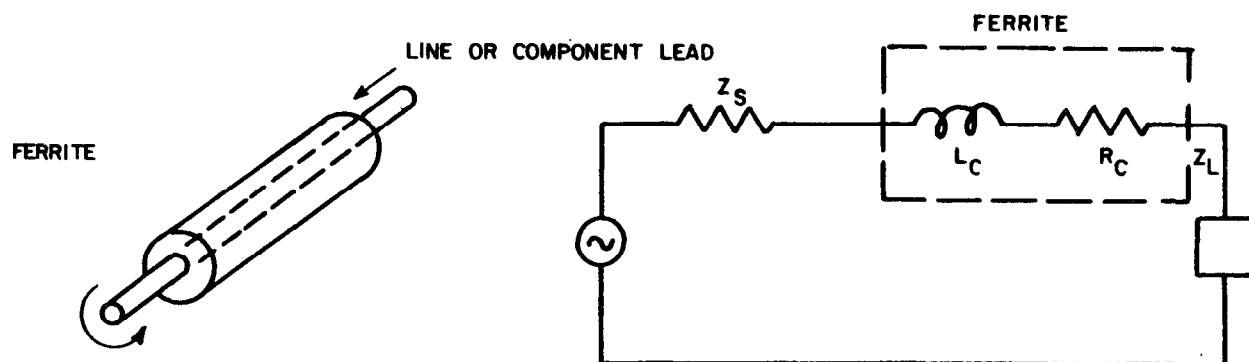 FERRITE
LINE OR COMPONENT LEAD
FERRITE
Z_S
L_C
R_C
Z_L